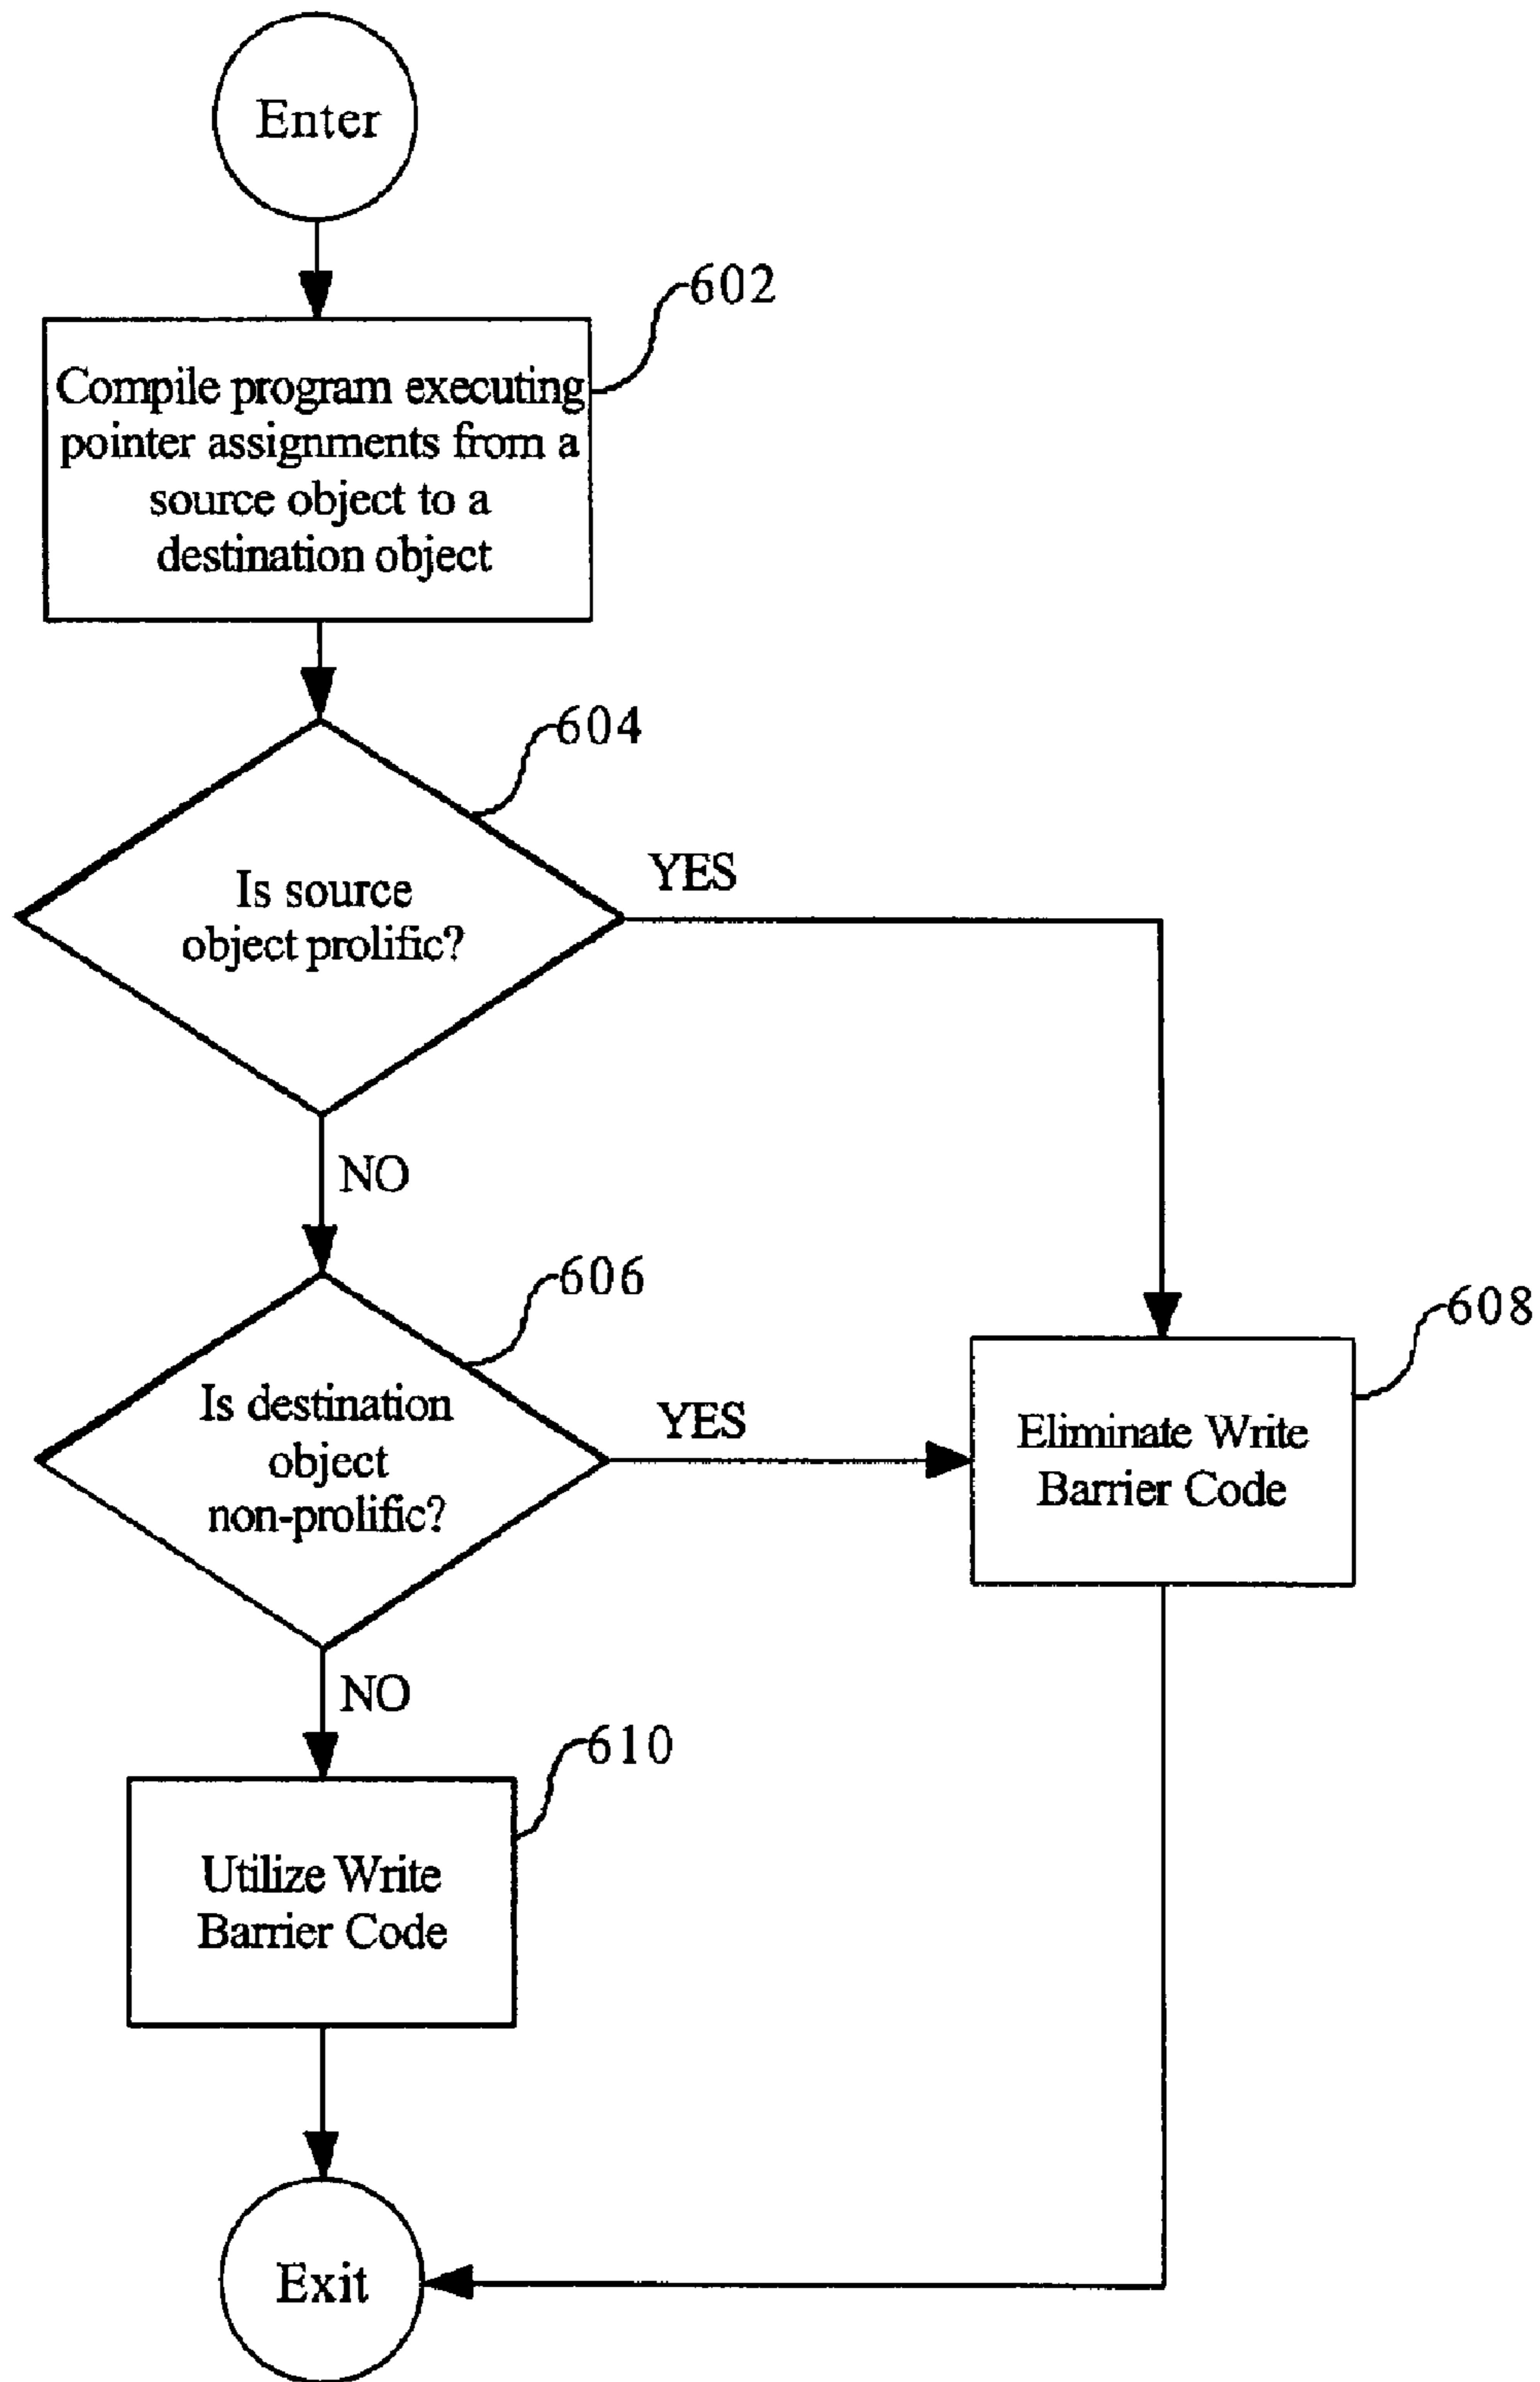 Enter
602
Compile program executing
pointer assignments from a
source object to a
destination object
604
YES
Is source
object prolific?
NO
606
608
Is destination
object
non-prolific?
YES
Eliminate Write
Barrier Code
NO
610
Utilize Write
Barrier Code
Exit